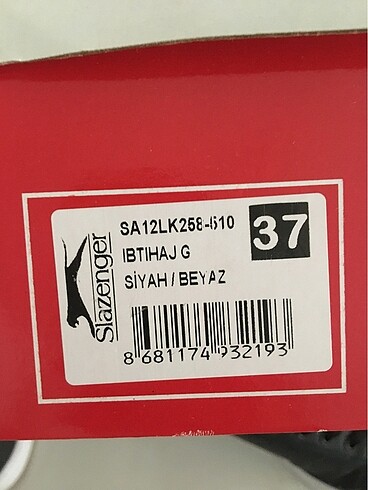 Slazenger
SA12LK258-510
37
IBTIHAJ G
SİYAH / BEYAZ
8 681174 932193